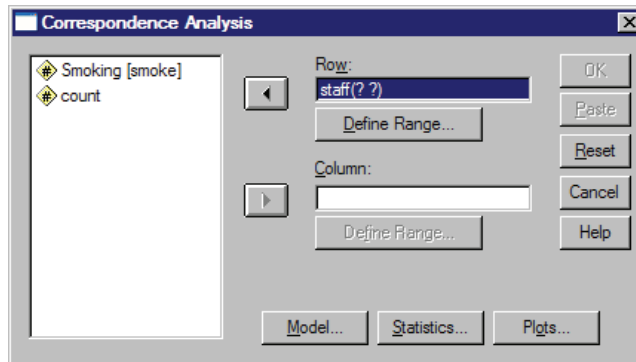 Correspondence Analysis
Smoking [smoke]
count
Row:
staff(? ?)
Define Range...
Column:
Define Range...
OK
Paste
Reset
Cancel
Help
Model...
Statistics...
Plots...